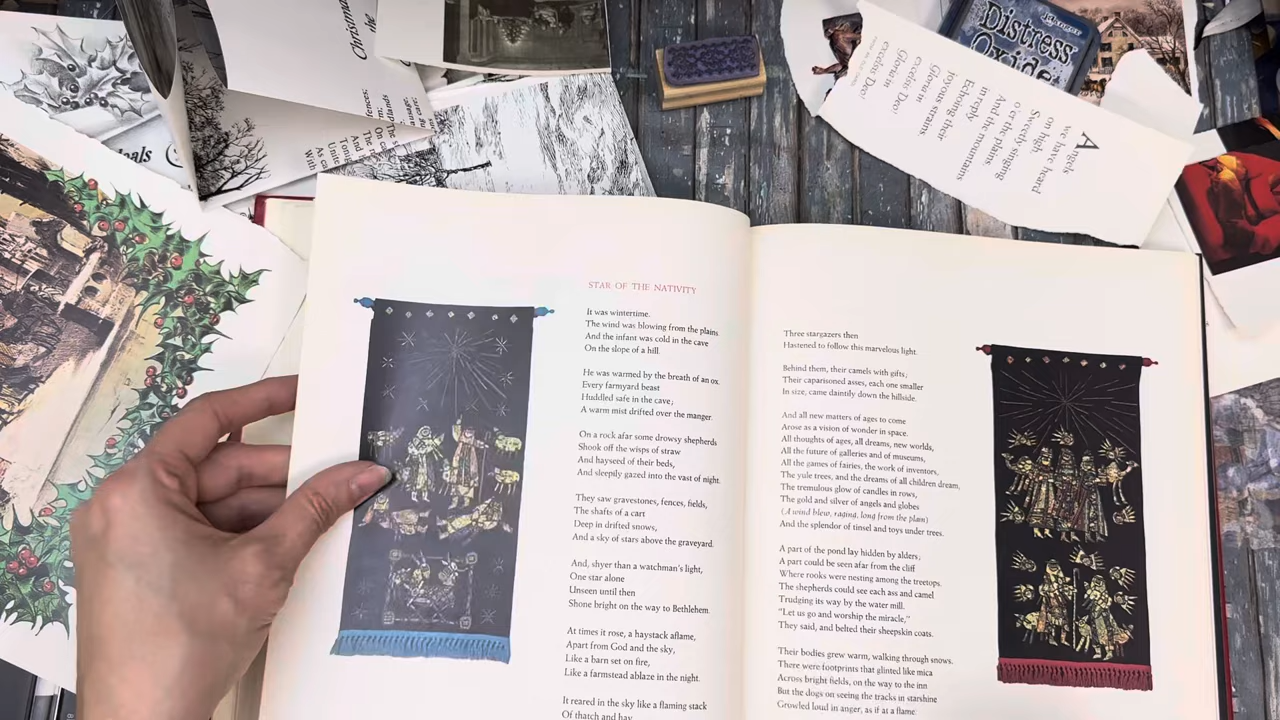 Christmas
the
Ranger
Distress
Oxide
Angels
we have heard
on high,
Sweetly singing
o'er the plains
And the mountains
in reply
Echoing their
joyous strains
Gloria in
excelsis Deo!
Gloria in
excelsis Deo!
STAR OF THE NATIVITY
It was wintertime.
The wind was blowing from the plains
And the infant was cold in the cave
On the slope of a hill.
He was warmed by the breath of an ox.
Every farmyard beast
Huddled safe in the cave;
A warm mist drifted over the manger.
On a rock afar some drowsy shepherds
Shook off the wisps of straw
And hayseed of their beds,
And sleepily gazed into the vast of night.
They saw gravestones, fences, fields,
The shafts of a cart
Deep in drifted snows,
And a sky of stars above the graveyard.
And, shyer than a watchman's light,
One star alone
Unseen until then
Shone bright on the way to Bethlehem.
At times it rose, a haystack aflame,
Apart from God and the sky,
Like a barn set on fire,
Like a farmstead ablaze in the night.
It reared in the sky like a flaming stack
Of thatch and hay,
Three stargazers then
Hastened to follow this marvelous light.
Behind them, their camels with gifts;
Their caparisoned asses, each one smaller
In size, came daintily down the hillside.
And all new matters of ages to come
Arose as a vision of wonder in space.
All thoughts of ages, all dreams, new worlds,
All the future of galleries and of museums,
All the games of fairies, the work of inventors,
The yule trees, and the dreams of all children dream,
The tremulous glow of candles in rows,
The gold and silver of angels and globes
(A wind blew, raging, long from the plain)
And the splendor of tinsel and toys under trees.
A part of the pond lay hidden by alders;
A part could be seen afar from the cliff
Where rooks were nesting among the treetops.
The shepherds could see each ass and camel
Trudging its way by the water mill.
"Let us go and worship the miracle,"
They said, and belted their sheepskin coats.
Their bodies grew warm, walking through snows.
There were footprints that glinted like mica
Across bright fields, on the way to the inn
But the dogs on seeing the tracks in starshine
Growled loud in anger, as if at a flame.